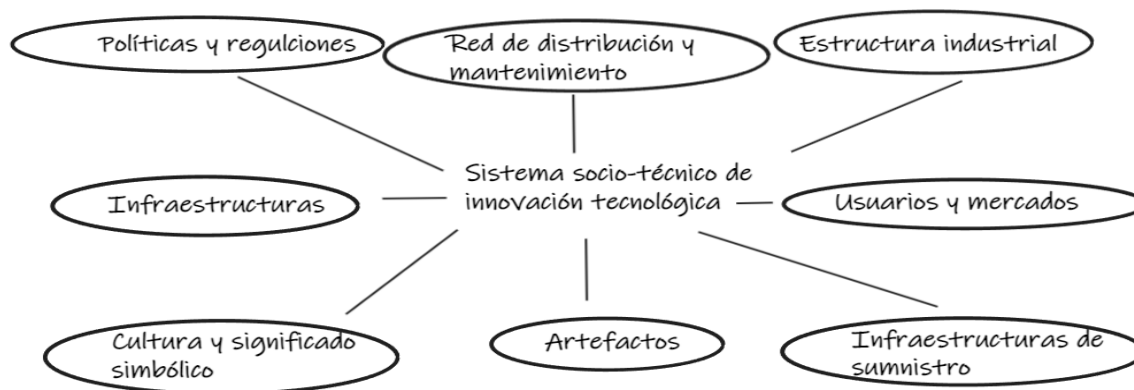 Políticas y regulciones
Red de distribución y
mantenimiento
Estructura industrial
Sistema socio-técnico de
innovación tecnológica
Infraestructuras
Usuarios y mercados
Cultura y significado
simbólico
Artefactos
Infraestructuras de
sumnistro